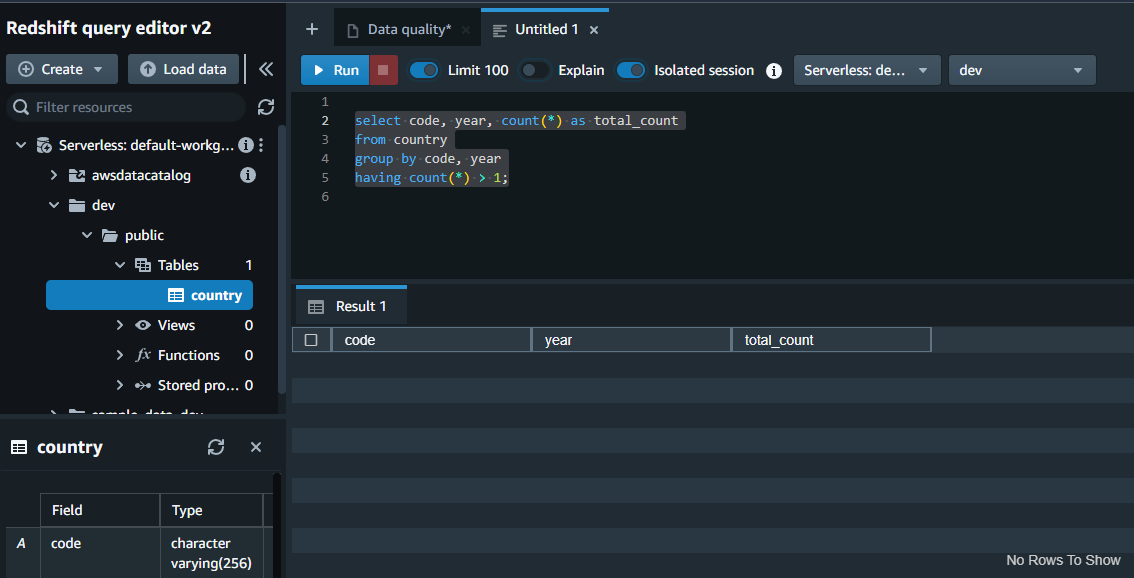 Redshift query editor v2
Create
Load data
Filter resources
Serverless: default-workg...
awsdatacatalog
dev
public
Tables 1
country
Views 0
fx Functions 0
Stored pro... 0
sample_data_dev
country
Field Type
A code character
varying(256)
+ Data quality* × Untitled 1 ×
Run Limit 100 Explain Isolated session i Serverless: de... dev
1
2 select code, year, count(*) as total_count
3 from country
4 group by code, year
5 having count(*) > 1;
6
Result 1
code year total_count
No Rows To Show